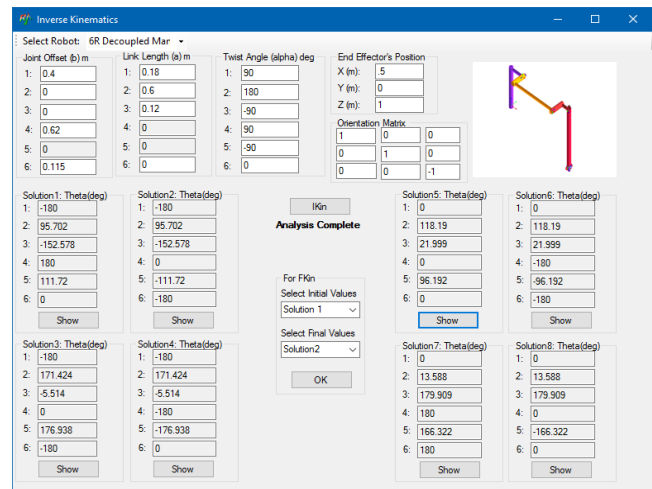 Inverse Kinematics
Select Robot: 6R Decoupled Mar
Joint Offset (b) m
1: 0.4
2: 0
3: 0
4: 0.62
5: 0
6: 0.115
Link Length (a) m
1: 0.18
2: 0.6
3: 0.12
4: 0
5: 0
6: 0
Twist Angle (alpha) deg
1: 90
2: 180
3: -90
4: 90
5: -90
6: 0
End Effector's Position
X (m): .5
Y (m): 0
Z (m): 1
Orientation Matrix
1 0 0
0 1 0
0 0 -1
Solution1: Theta(deg)
1: -180
2: 95.702
3: -152.578
4: 180
5: 111.72
6: 0
Show
Solution2: Theta(deg)
1: -180
2: 95.702
3: -152.578
4: 0
5: -111.72
6: -180
Show
IKin
Analysis Complete
For FKin
Select Initial Values
Solution 1
Select Final Values
Solution2
OK
Solution5: Theta(deg)
1: 0
2: 118.19
3: 21.999
4: 0
5: 96.192
6: 0
Show
Solution6: Theta(deg)
1: 0
2: 118.19
3: 21.999
4: -180
5: -96.192
6: -180
Show
Solution3: Theta(deg)
1: -180
2: 171.424
3: -5.514
4: 0
5: 176.938
6: -180
Show
Solution4: Theta(deg)
1: -180
2: 171.424
3: -5.514
4: -180
5: -176.938
6: 0
Show
Solution7: Theta(deg)
1: 0
2: 13.588
3: 179.909
4: 180
5: 166.322
6: 180
Show
Solution8: Theta(deg)
1: 0
2: 13.588
3: 179.909
4: 0
5: -166.322
6: 0
Show